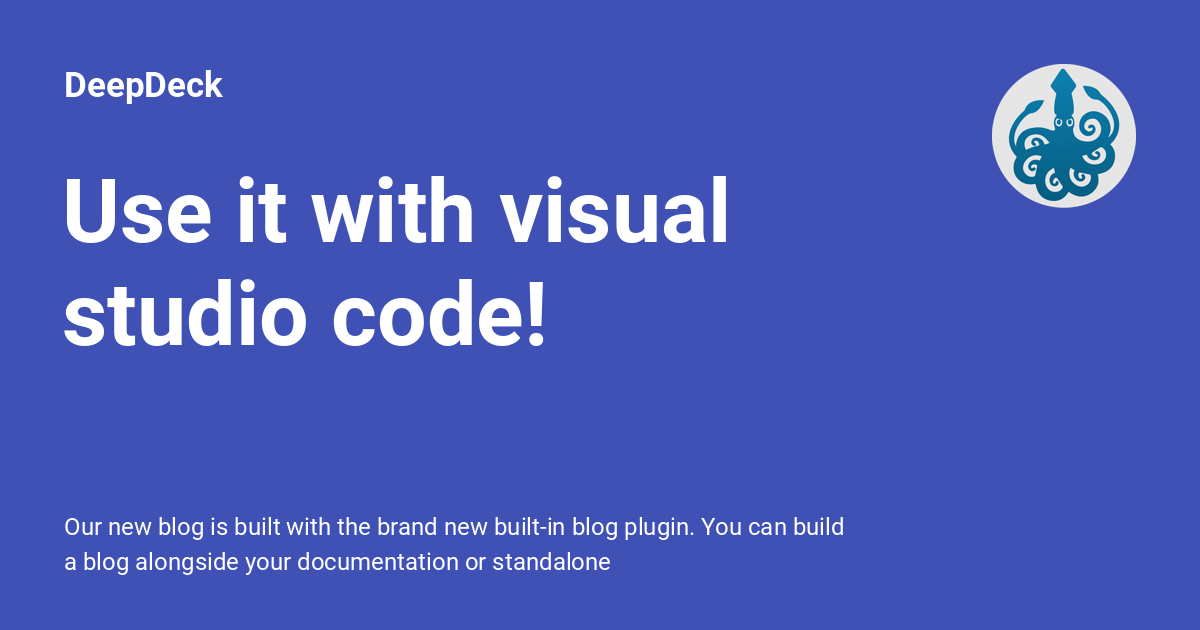 DeepDeck
Use it with visual
studio code!
Our new blog is built with the brand new built-in blog plugin. You can build
a blog alongside your documentation or standalone